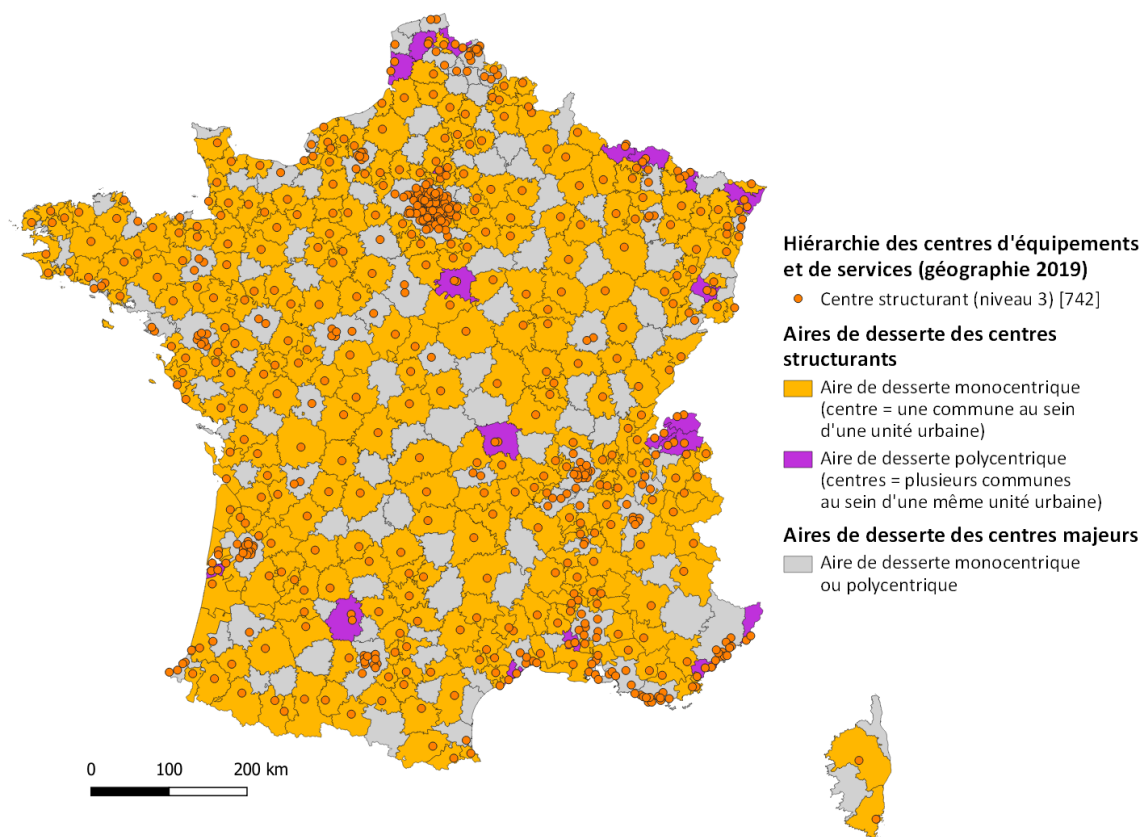 Hiérarchie des centres d'équipements
et de services (géographie 2019)
Centre structurant (niveau 3) [742]
Aires de desserte des centres
structurants
Aire de desserte monocentrique
(centre = une commune au sein
d'une unité urbaine)
Aire de desserte polycentrique
(centres = plusieurs communes
au sein d'une même unité urbaine)
Aires de desserte des centres majeurs
Aire de desserte monocentrique
ou polycentrique
0 100 200 km